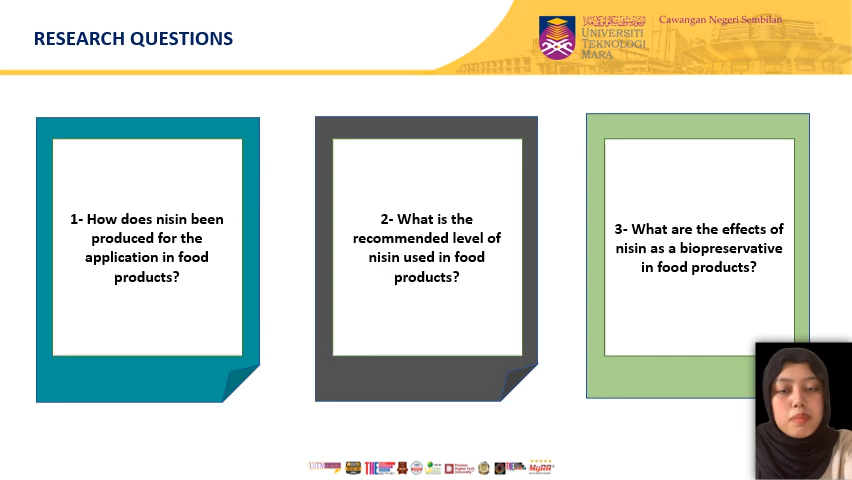 RESEARCH QUESTIONS
UNIVERSITI
TEKNOLOGI
MARA
Cawangan Negeri Sembilan
1- How does nisin been
produced for the
application in food
products?
2- What is the
recommended level of
nisin used in food
products?
3- What are the effects of
nisin as a biopreservative
in food products?